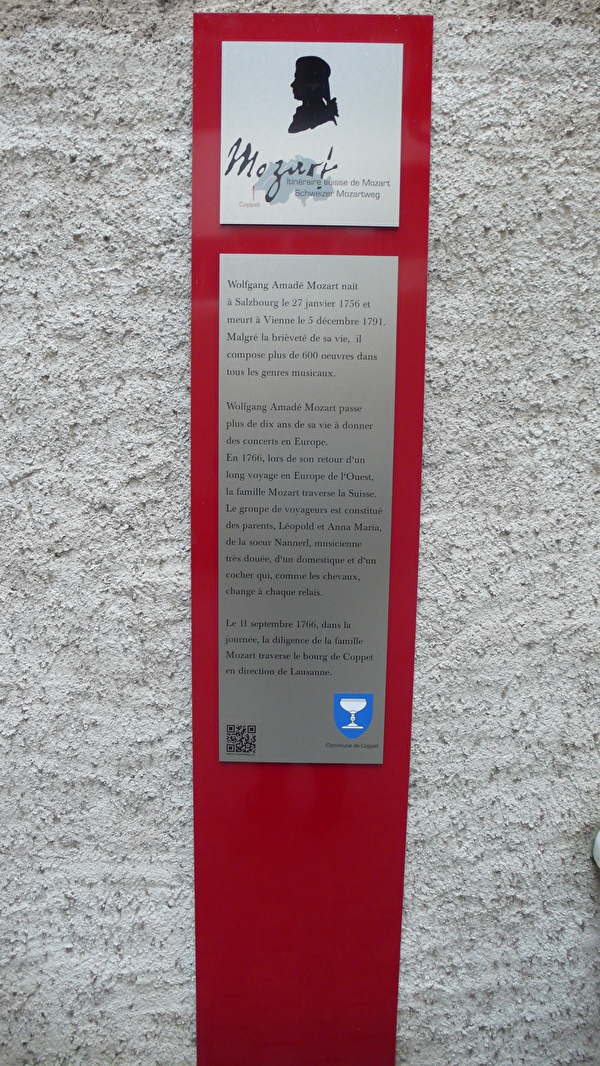 Mozart
Itinéraire suisse de Mozart
Schweizer Mozartweg
Coppet
Wolfgang Amadé Mozart naît
à Salzbourg le 27 janvier 1756 et
meurt à Vienne le 5 décembre 1791.
Malgré la brièveté de sa vie, il
compose plus de 600 oeuvres dans
tous les genres musicaux.
Wolfgang Amadé Mozart passe
plus de dix ans de sa vie à donner
des concerts en Europe.
En 1766, lors de son retour d'un
long voyage en Europe de l'Ouest,
la famille Mozart traverse la Suisse.
Le groupe de voyageurs est constitué
des parents, Léopold et Anna Maria,
de la soeur Nannerl, musicienne
très douée, d'un domestique et d'un
cocher qui, comme les chevaux,
change à chaque relais.
Le 11 septembre 1766, dans la
journée, la diligence de la famille
Mozart traverse le bourg de Coppet
en direction de Lausanne.
Commune de Coppet